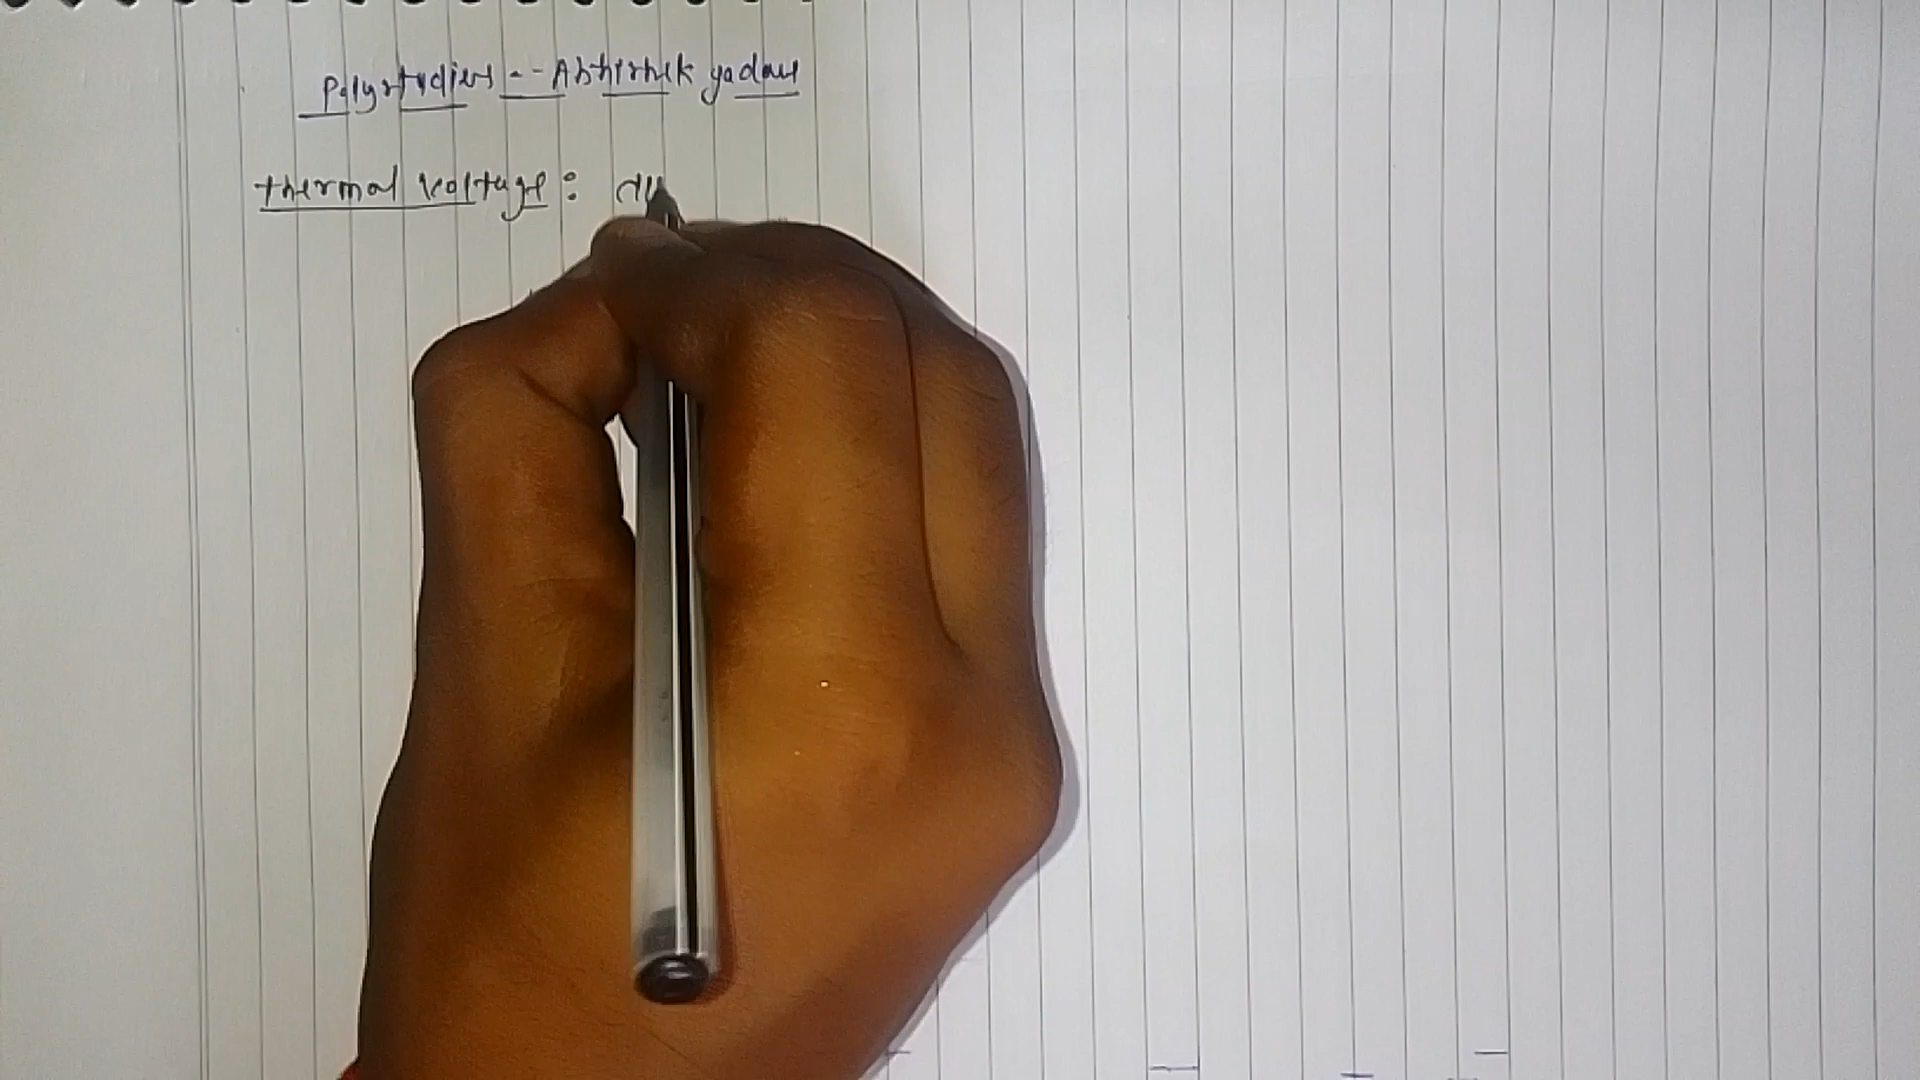 Polystudies -- Abhishek yadav
thermal voltage :